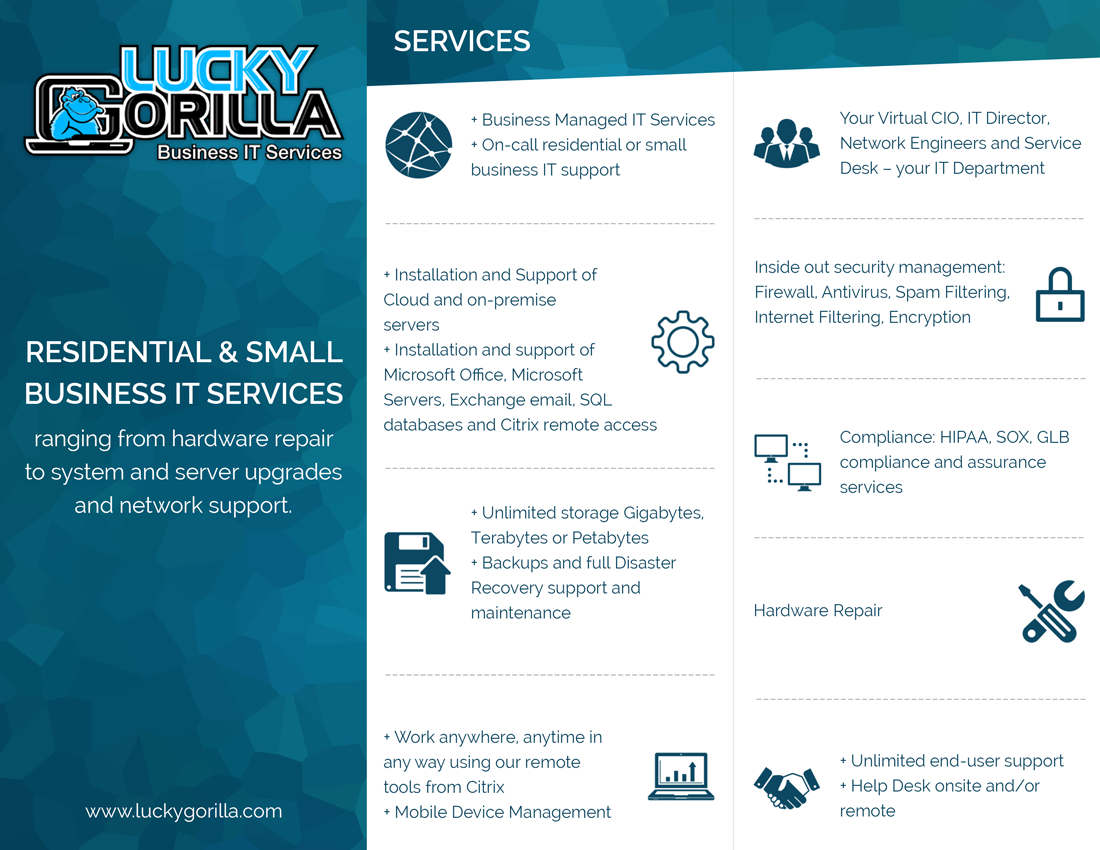 LUCKY
GORILLA
Business IT Services
RESIDENTIAL & SMALL
BUSINESS IT SERVICES
ranging from hardware repair
to system and server upgrades
and network support.
www.luckygorilla.com
SERVICES
+ Business Managed IT Services
+ On-call residential or small
business IT support
+ Installation and Support of
Cloud and on-premise
servers
+ Installation and support of
Microsoft Office, Microsoft
Servers, Exchange email, SQL
databases and Citrix remote access
+ Unlimited storage Gigabytes,
Terabytes or Petabytes
+ Backups and full Disaster
Recovery support and
maintenance
+ Work anywhere, anytime in
any way using our remote
tools from Citrix
+ Mobile Device Management
Your Virtual CIO, IT Director,
Network Engineers and Service
Desk – your IT Department
Inside out security management:
Firewall, Antivirus, Spam Filtering,
Internet Filtering, Encryption
Compliance: HIPAA, SOX, GLB
compliance and assurance
services
Hardware Repair
+ Unlimited end-user support
+ Help Desk onsite and/or
remote